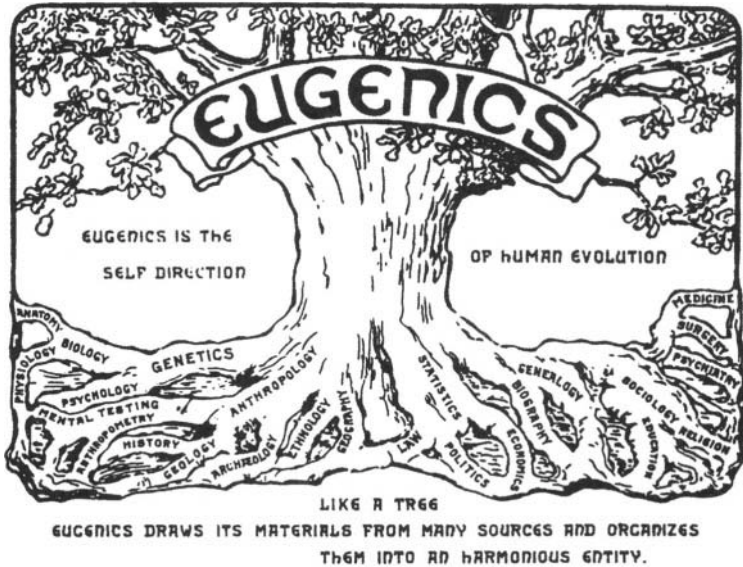 EUGENICS
EUGENICS IS THE
SELF DIRECTION
OF HUMAN EVOLUTION
ANATOMY
PHYSIOLOGY
BIOLOGY
GENETICS
PSYCHOLOGY
MENTAL TESTING
ANTHROPOMETRY
HISTORY
GEOLOGY
ANTHROPOLOGY
ARCHÆOLOGY
ETHNOLOGY
GEOGRAPHY
LAW
STATISTICS
POLITICS
ECONOMICS
GENEALOGY
BIOGRAPHY
SOCIOLOGY
EDUCATION
RELIGION
PSYCHIATRY
SURGERY
MEDICINE
LIKE A TREE
EUGENICS DRAWS ITS MATERIALS FROM MANY SOURCES AND ORGANIZES
THEM INTO AN HARMONIOUS ENTITY.